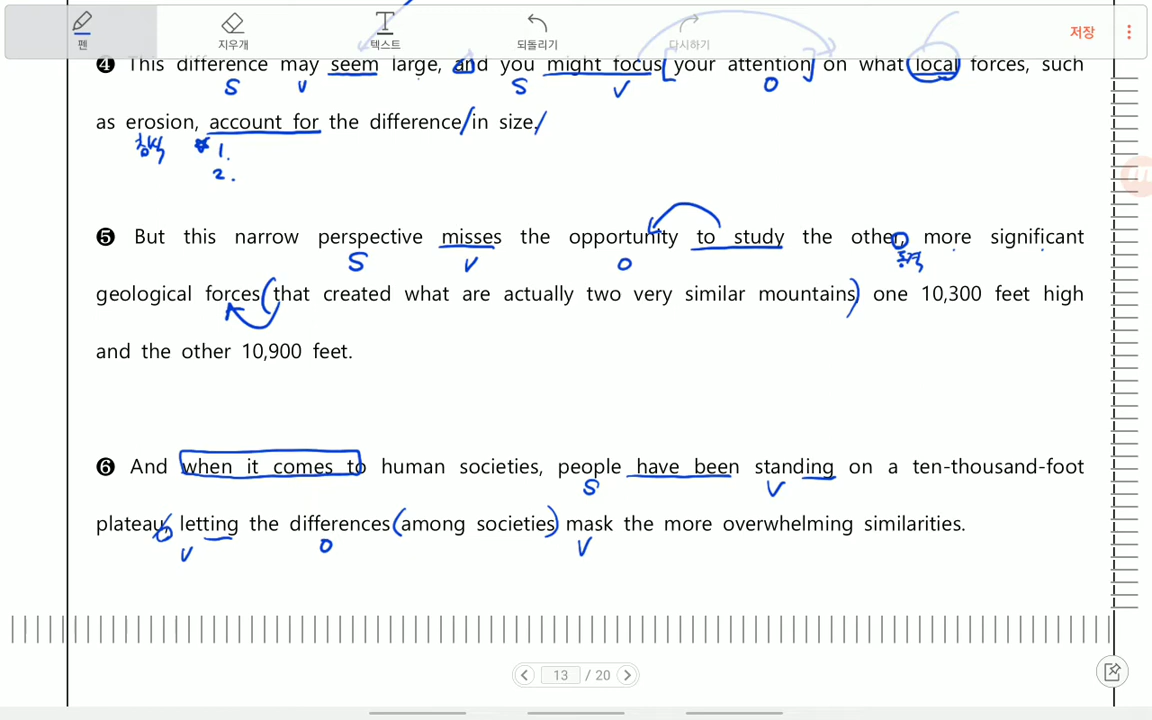 펜 지우개 텍스트 되돌리기 다시하기 저장
❹ This difference may seem large, and you might focus your attention on what local forces, such
S V S V O
as erosion, account for the difference in size.
침식 1.
2.
❺ But this narrow perspective misses the opportunity to study the other, more significant
S V O 동격
geological forces that created what are actually two very similar mountains, one 10,300 feet high
and the other 10,900 feet.
❻ And when it comes to human societies, people have been standing on a ten-thousand-foot
S V
plateau, letting the differences among societies mask the more overwhelming similarities.
V O V
13 / 20